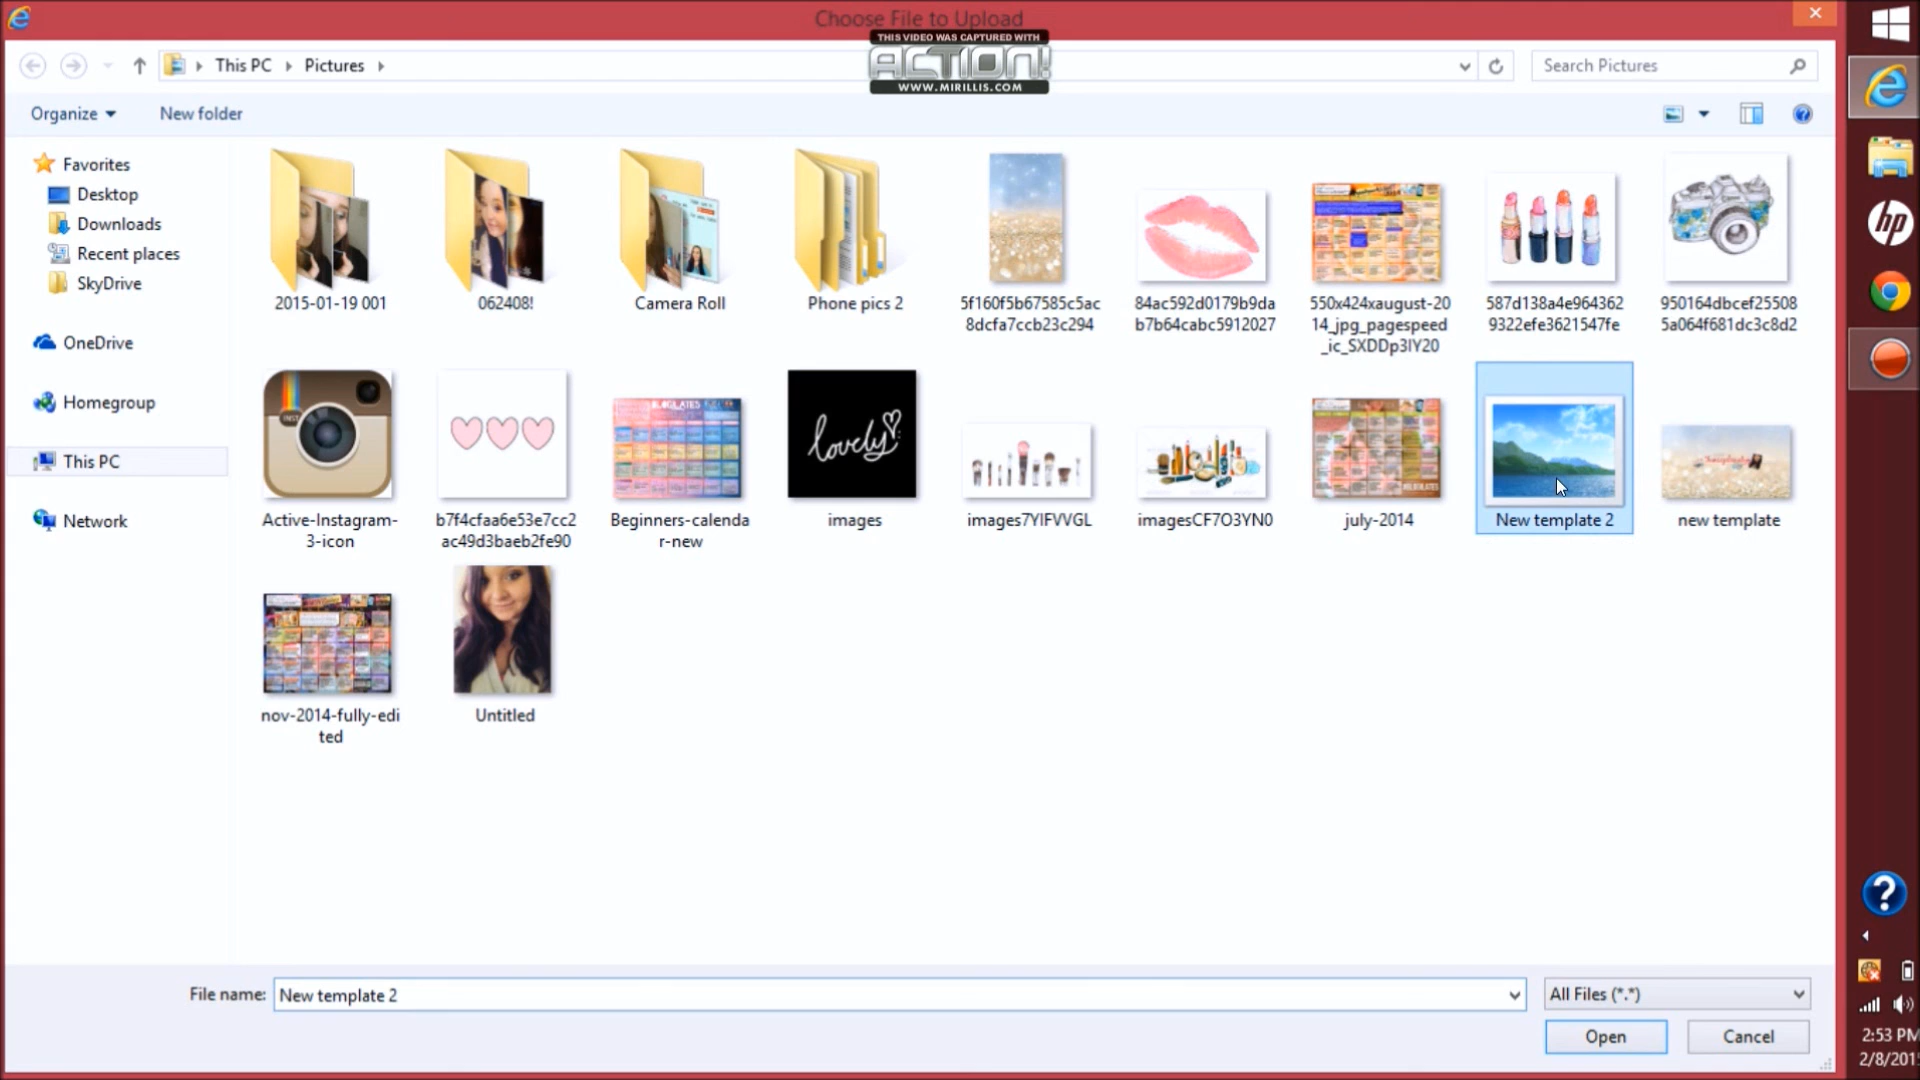 Choose File to Upload
THIS VIDEO WAS CAPTURED WITH
ACTION!
WWW.MIRILLIS.COM
This PC
Pictures
Search Pictures
Organize
New folder
Favorites
Desktop
Downloads
Recent places
SkyDrive
OneDrive
Homegroup
This PC
Network
2015-01-19 001
062408!
Camera Roll
Phone pics 2
5f160f5b67585c5ac
8dcfa7ccb23c294
84ac592d0179b9da
b7b64cabc5912027
550x424xaugust-20
14_jpg_pagespeed
_ic_SXDDp3IY20
587d138a4e964362
9322efe3621547fe
950164dbcef25508
5a064f681dc3c8d2
INST
BLOGILATES
lovely
Active-Instagram-
3-icon
b7f4cfaa6e53e7cc2
ac49d3baeb2fe90
Beginners-calenda
r-new
images
images7YIFVVGL
imagesCF7O3YN0
july-2014
New template 2
new template
nov-2014-fully-edi
ted
Untitled
File name:
New template 2
All Files (*.*)
Open
Cancel
hp
2:53 PM
2/8/201